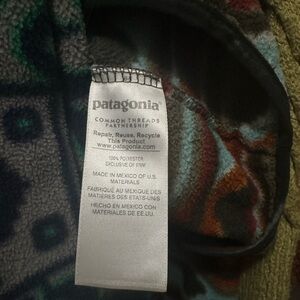 patagonia®
COMMON THREADS
PARTNERSHIP
Repair, Reuse, Recycle
This Product
www.patagonia.com
100% POLYESTER
EXCLUSIVE OF TRIM
MADE IN MEXICO OF U.S.
MATERIALS
FABRIQUÉ AU MEXIQUE DES
MATIÈRES DES ÉTATS-UNIS
HECHO EN MEXICO CON
MATERIALES DE EE.UU.